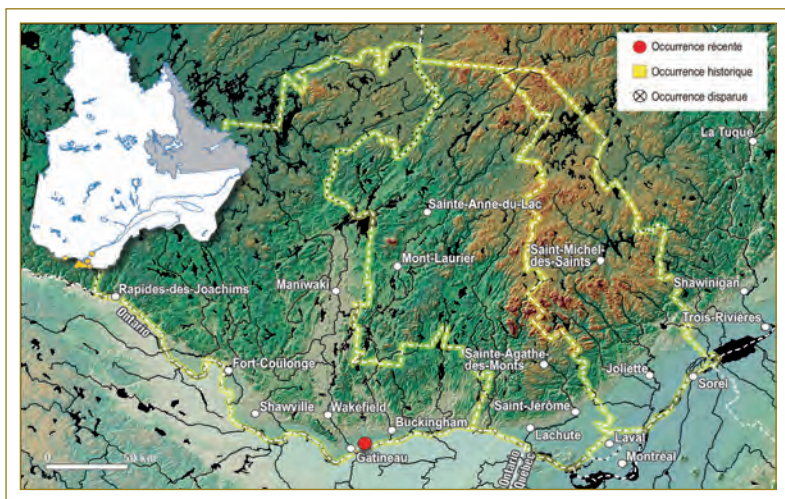 Occurrence récente
Occurrence historique
Occurrence disparue
La Tuque
Sainte-Anne-du-Lac
Saint-Michel-
des-Saints
Mont-Laurier
Maniwaki
Rapides-des-Joachims
Shawinigan
Trois-Rivières
Ontario
Fort-Coulonge
Sainte-Agathe-
des-Monts
Joliette
Sorel
Shawville
Wakefield
Buckingham
Saint-Jérôme
Lachute
Laval
Gatineau
Montréal
Ontario
Québec
0
50 km